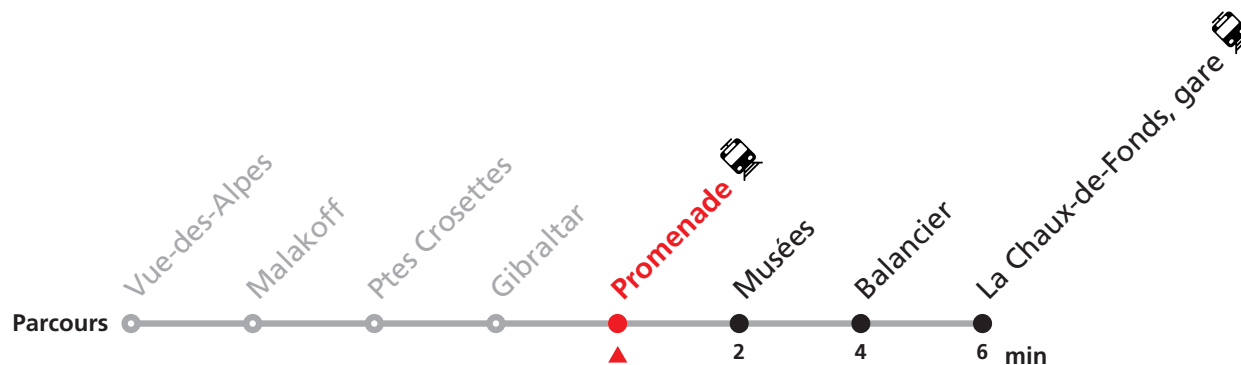 Vue-des-Alpes
Malakoff
Ptes Crosettes
Gibraltar
Promenade
Musées
Balancier
La Chaux-de-Fonds, gare
Parcours
2 4 6 min